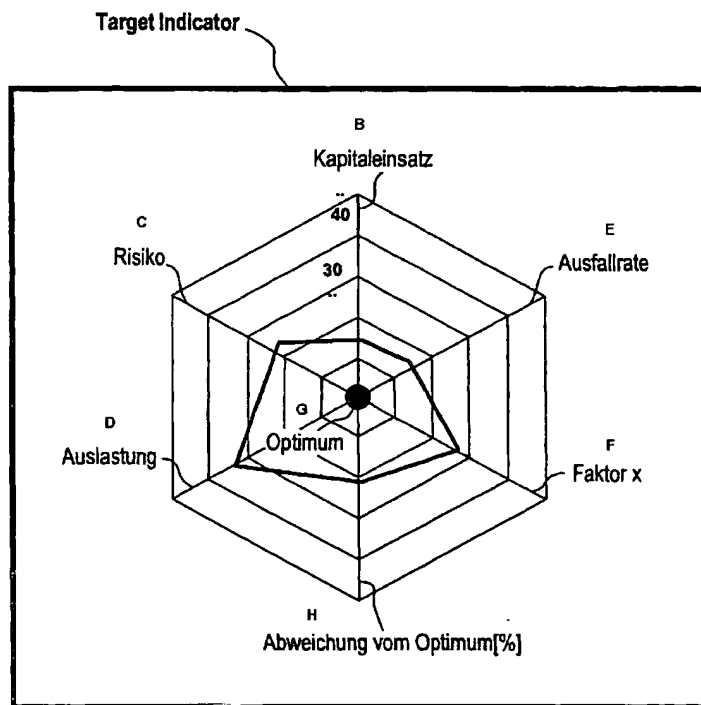 Target Indicator
B
Kapitaleinsatz
..
40
C
Risiko
E
Ausfallrate
30
..
G
Optimum
D
Auslastung
F
Faktor x
H
Abweichung vom Optimum[%]